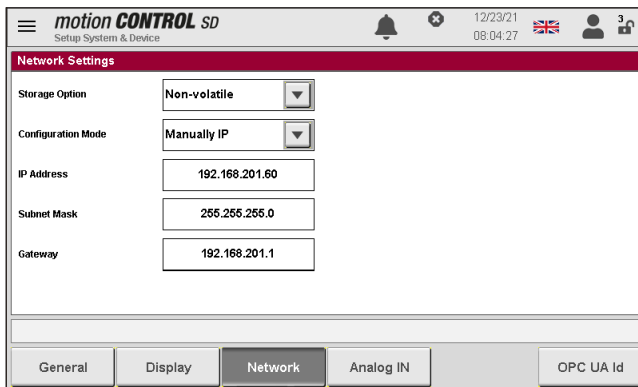 motion CONTROL SD
Setup System & Device
12/23/21
08:04:27
3
Network Settings
Storage Option Non-volatile
Configuration Mode Manually IP
IP Address 192.168.201.60
Subnet Mask 255.255.255.0
Gateway 192.168.201.1
General Display Network Analog IN OPC UA Id